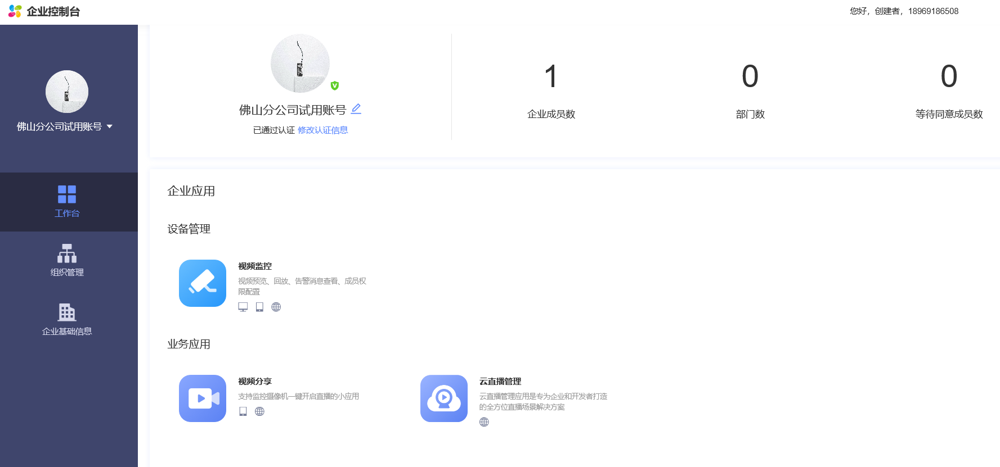 企业控制台
您好，创建者，18969186508
佛山分公司试用账号
工作台
组织管理
企业基础信息
佛山分公司试用账号
已通过认证 修改认证信息
1
企业成员数
0
部门数
0
等待同意成员数
企业应用
设备管理
视频监控
视频预览、回放、告警消息查看、成员权
限配置
业务应用
视频分享
支持监控摄像机一键开启直播的小应用
云直播管理
云直播管理应用是专为企业和开发者打造
的全方位直播场景解决方案